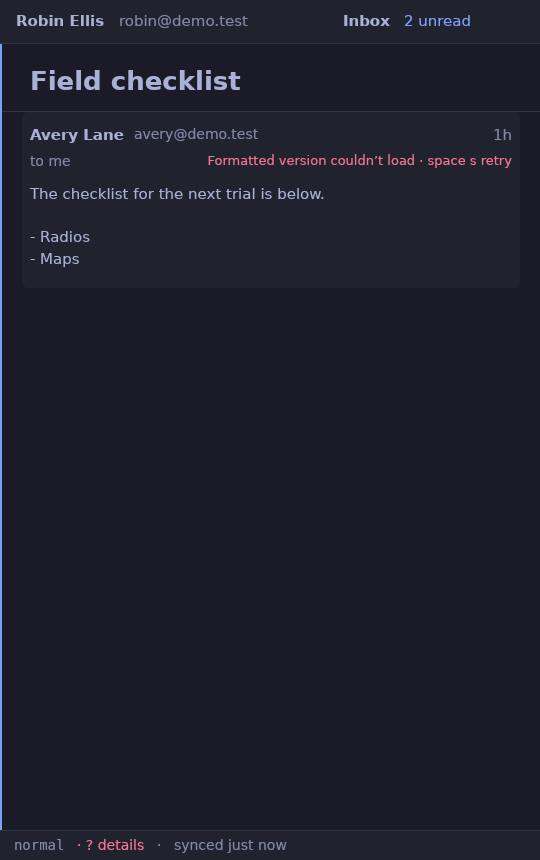 Robin Ellis robin@demo.test Inbox 2 unread
Field checklist
Avery Lane avery@demo.test 1h
to me Formatted version couldn’t load · space s retry
The checklist for the next trial is below.
- Radios
- Maps
normal · ? details · synced just now